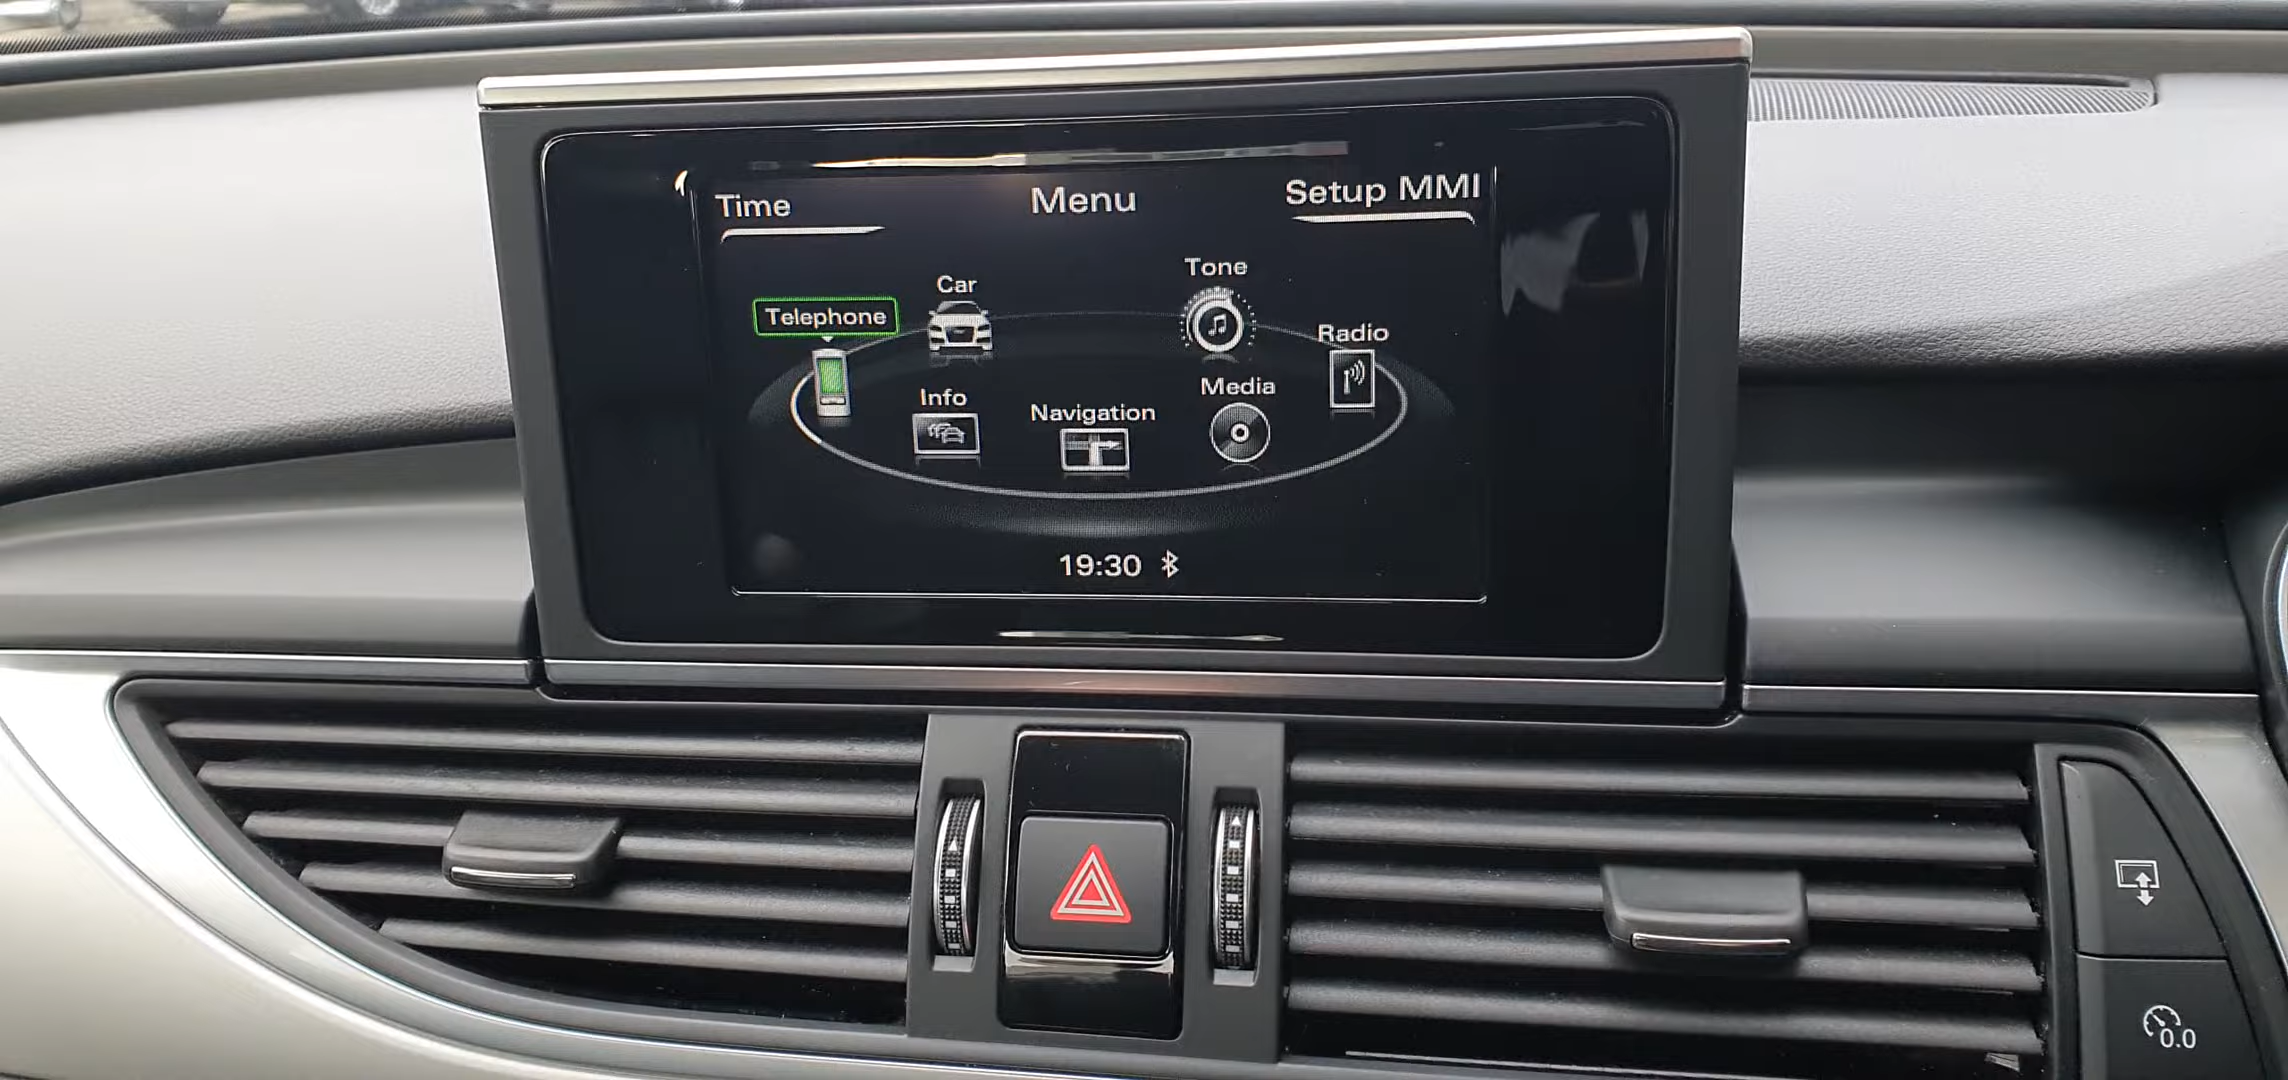 Time
Menu
Setup MMI
Tone
Car
Telephone
Radio
Media
Info
Navigation
19:30
0.0